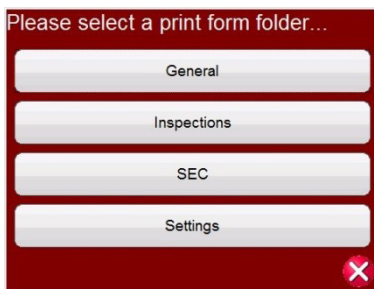 Please select a print form folder...
General
Inspections
SEC
Settings